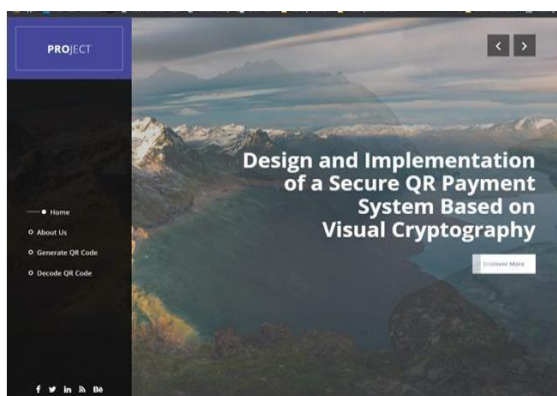 PROJECT
Home
About Us
Generate QR Code
Decode QR Code
Design and Implementation
of a Secure QR Payment
System Based on
Visual Cryptography
Discover More